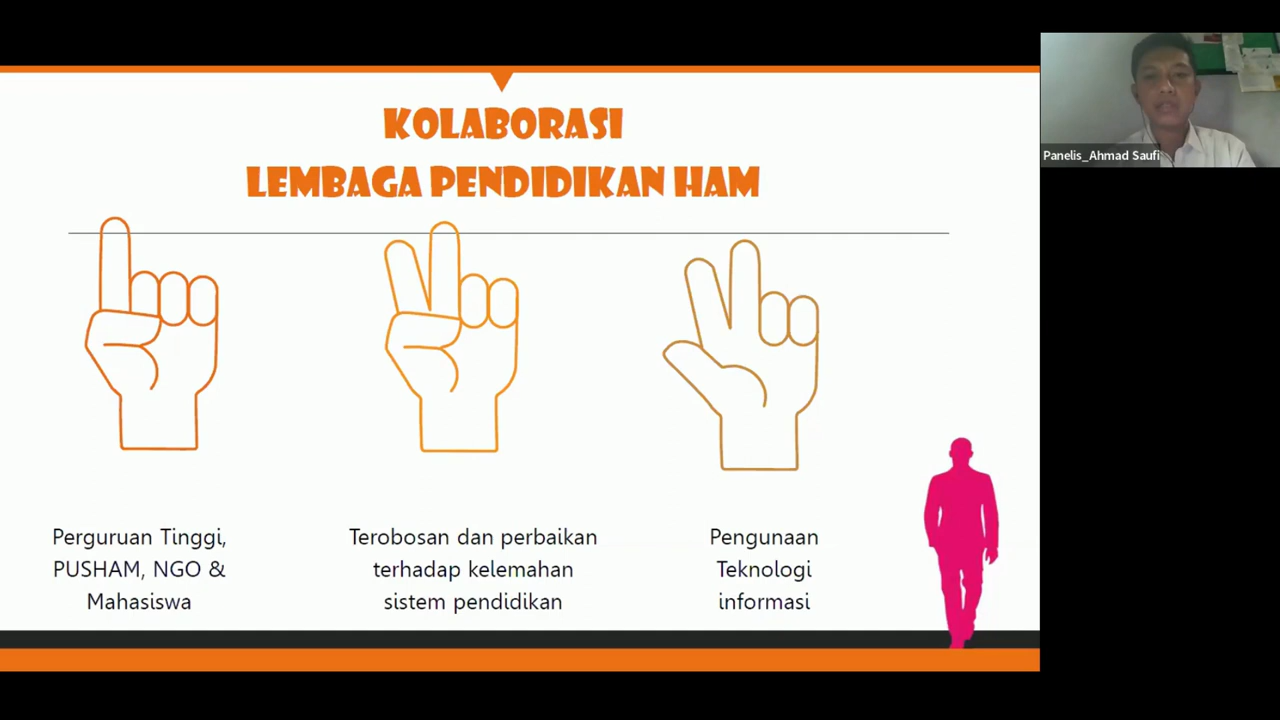 KOLABORASI
LEMBAGA PENDIDIKAN HAM
Panelis_Ahmad Saufi
Perguruan Tinggi,
PUSHAM, NGO &
Mahasiswa
Terobosan dan perbaikan
terhadap kelemahan
sistem pendidikan
Pengunaan
Teknologi
informasi